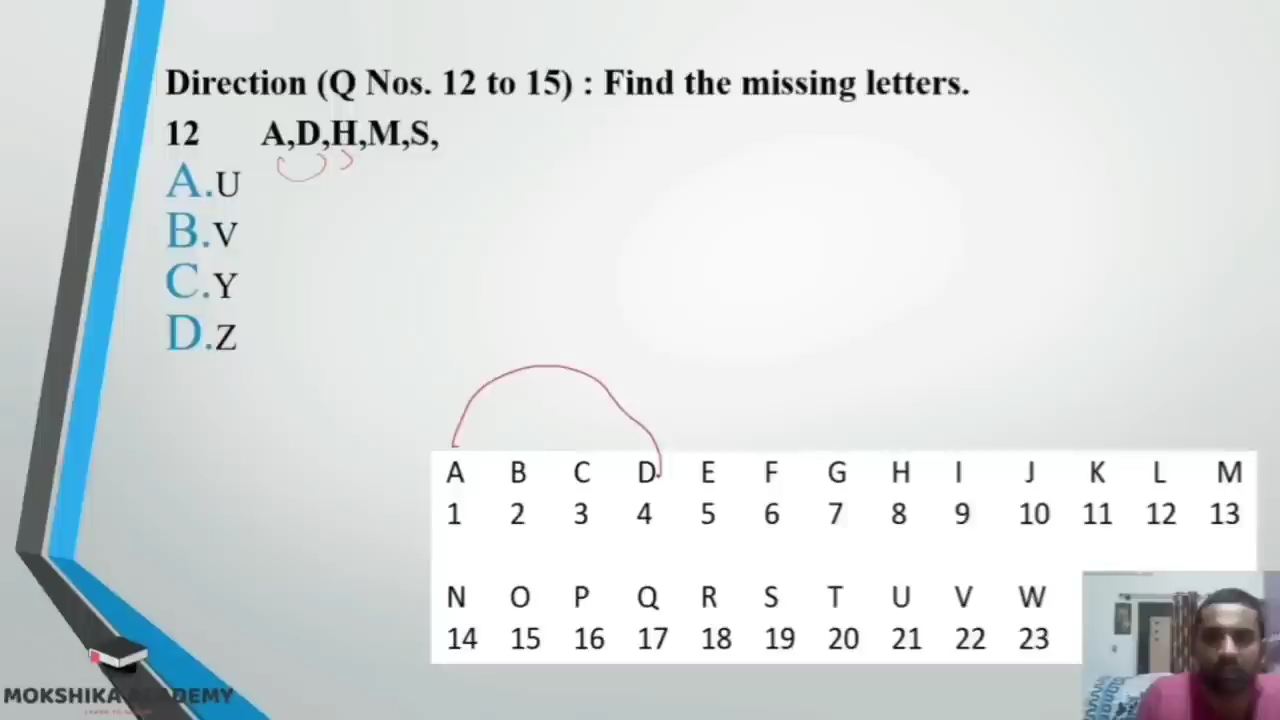 Direction (Q Nos. 12 to 15) : Find the missing letters.
12 A,D,H,M,S,
A.U
B.V
C.Y
D.Z
A B C D E F G H I J K L M
1 2 3 4 5 6 7 8 9 10 11 12 13
N O P Q R S T U V W
14 15 16 17 18 19 20 21 22 23
MOKSHIKA ACADEMY